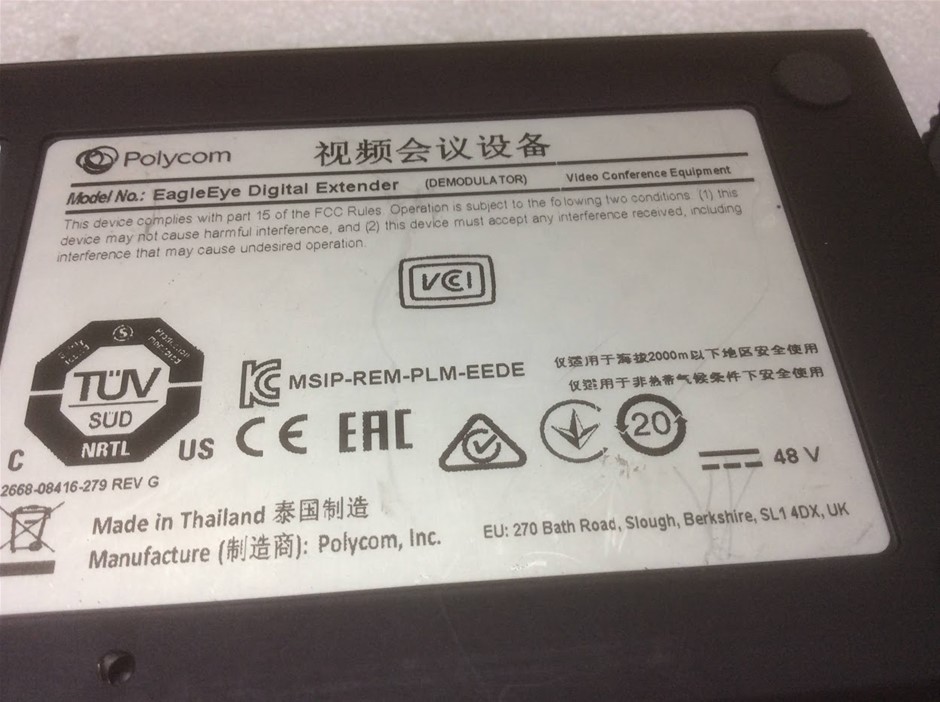 Polycom 视频会议设备
Model No.: EagleEye Digital Extender (DEMODULATOR) Video Conference Equipment
This device complies with part 15 of the FCC Rules. Operation is subject to the following two conditions. (1) this
device may not cause harmful interference, and (2) this device must accept any interference received, including
interference that may cause undesired operation.
VCI
S
TÜV
SÜD
NRTL
C US
MSIP-REM-PLM-EEDE
仅适用于海拔2000m以下地区安全使用
仅适用于非热带气候条件下安全使用
CE EAC
20
48 V
2668-08416-279 REV G
Made in Thailand 泰国制造
Manufacture (制造商): Polycom, Inc.
EU: 270 Bath Road, Slough, Berkshire, SL1 4DX, UK